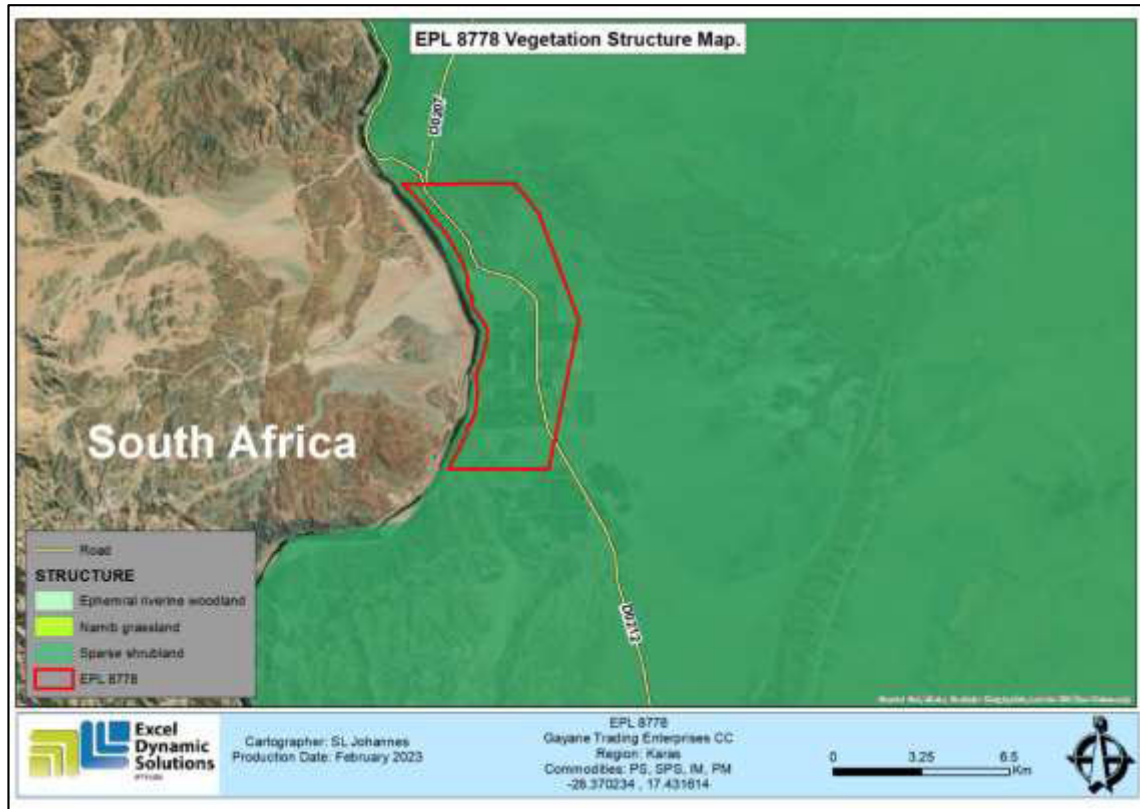 EPL 8778 Vegetation Structure Map.
D0207
South Africa
Road
STRUCTURE
Ephemral riverine woodland
Namib grassland
Sparse shrubland
EPL 8778
D0212
Excel
Dynamic
Solutions
Cartographer: SL Johannes
Production Date: February 2023
EPL 8778
Gayane Trading Enterprises CC
Region: Karas
Commodities: PS, SPS, IM, PM
-28.370234 , 17.431614
0 3.25 6.5
Km